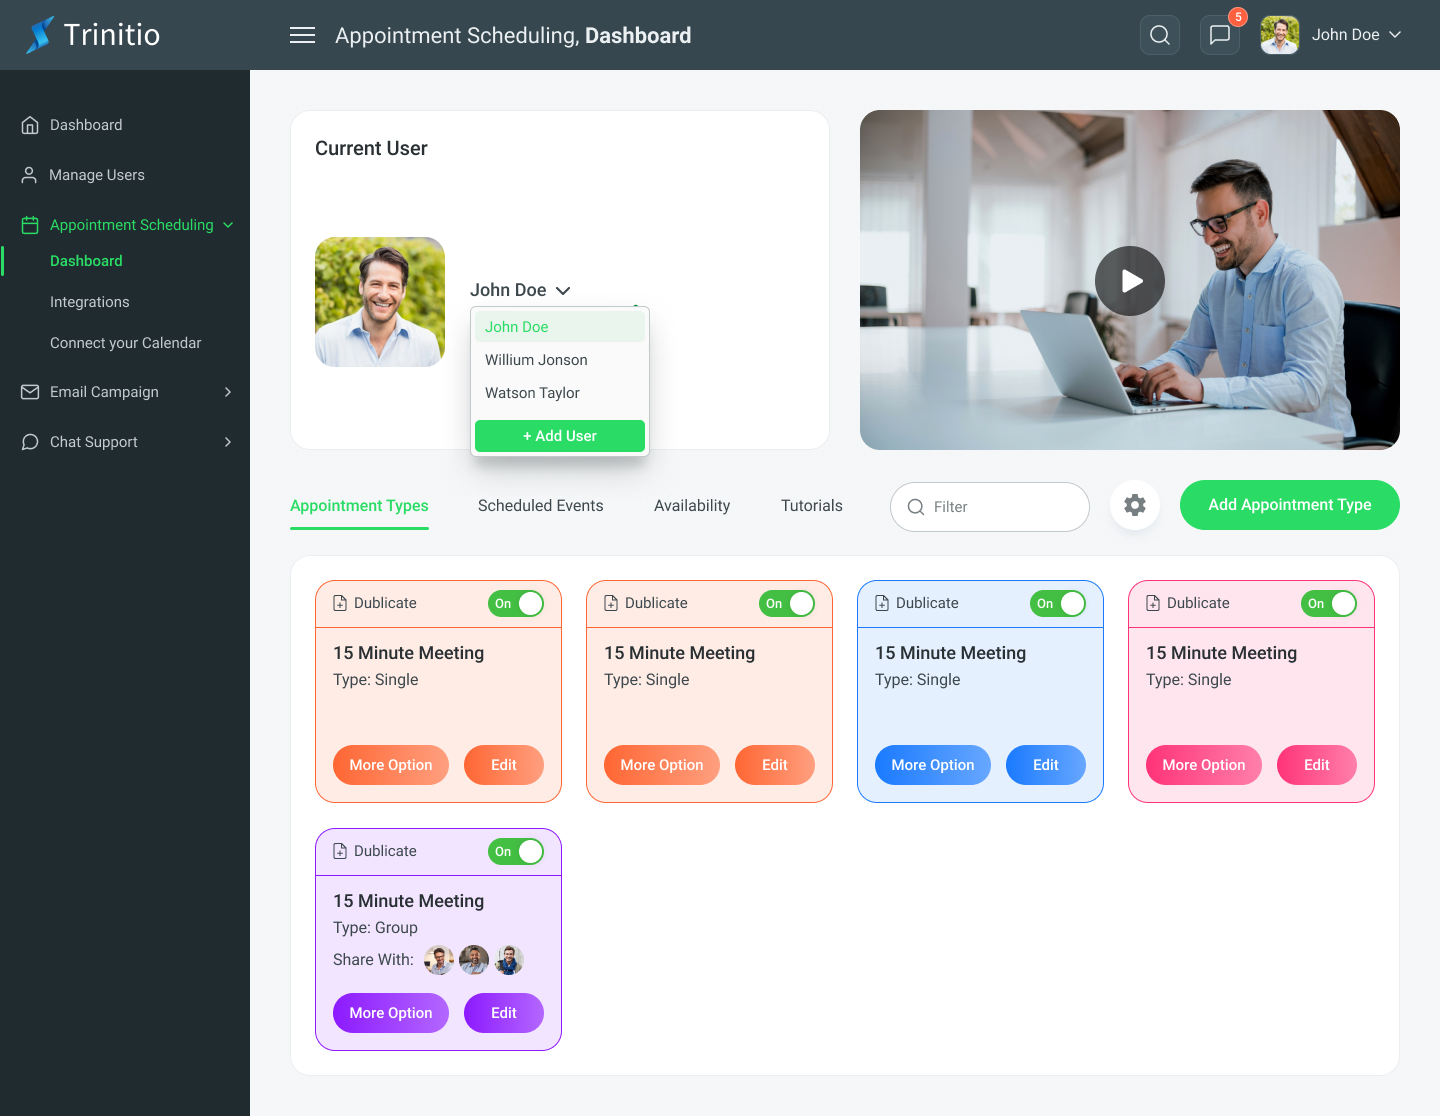 Trinitio
Appointment Scheduling, Dashboard
5
John Doe
Dashboard
Manage Users
Appointment Scheduling
Dashboard
Integrations
Connect your Calendar
Email Campaign
Chat Support
Current User
John Doe
John Doe
Willium Jonson
Watson Taylor
+ Add User
Appointment Types
Scheduled Events
Availability
Tutorials
Filter
Add Appointment Type
Dublicate
On
15 Minute Meeting
Type: Single
More Option
Edit
Dublicate
On
15 Minute Meeting
Type: Single
More Option
Edit
Dublicate
On
15 Minute Meeting
Type: Single
More Option
Edit
Dublicate
On
15 Minute Meeting
Type: Single
More Option
Edit
Dublicate
On
15 Minute Meeting
Type: Group
Share With:
More Option
Edit